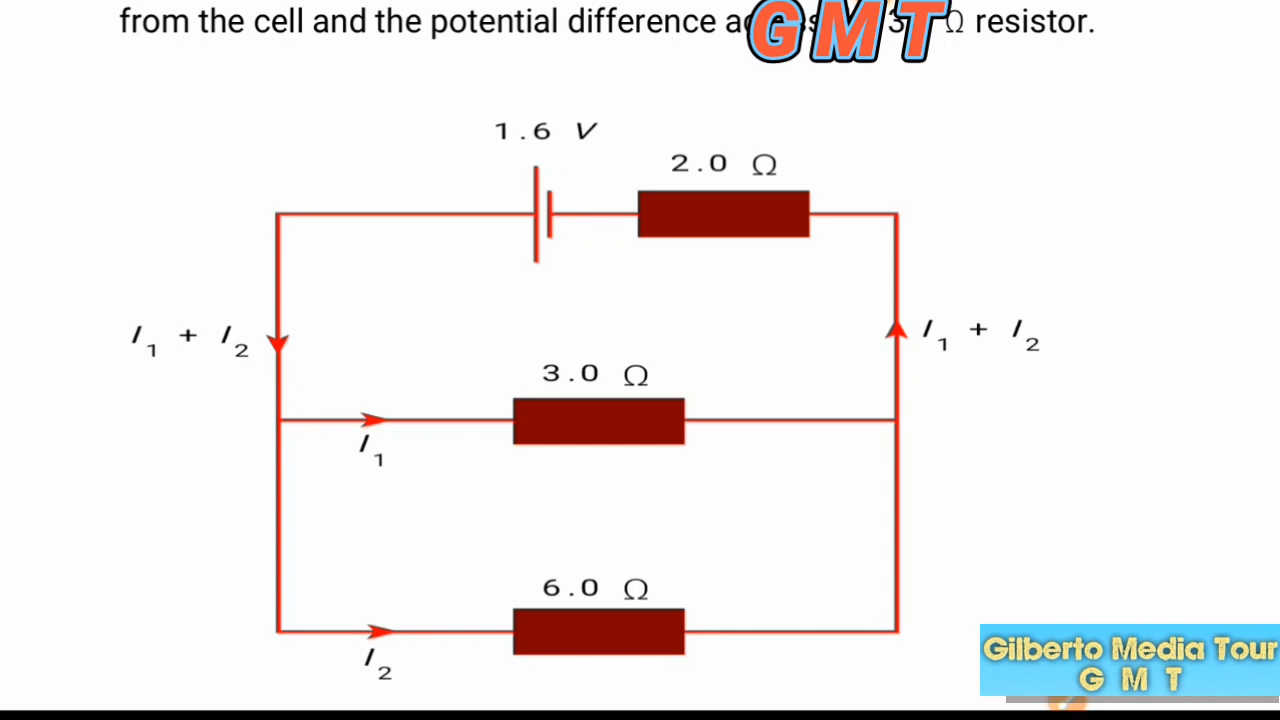 from the cell and the potential difference
GMT
Ω resistor.
1.6 V
2.0 Ω
I1 + I2
I1 + I2
3.0 Ω
I1
6.0 Ω
I2
Gilberto Media Tour
G M T